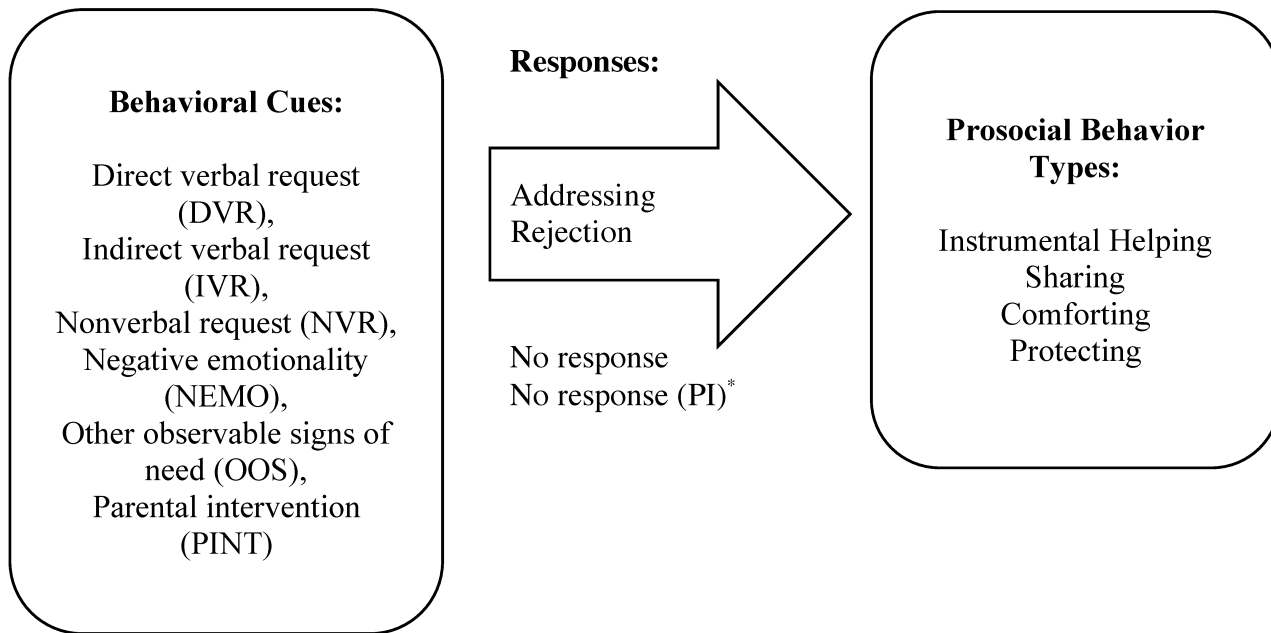 Behavioral Cues:
Direct verbal request
(DVR),
Indirect verbal request
(IVR),
Nonverbal request (NVR),
Negative emotionality
(NEMO),
Other observable signs of
need (OOS),
Parental intervention
(PINT)
Responses:
Addressing
Rejection
No response
No response (PI)*
Prosocial Behavior
Types:
Instrumental Helping
Sharing
Comforting
Protecting